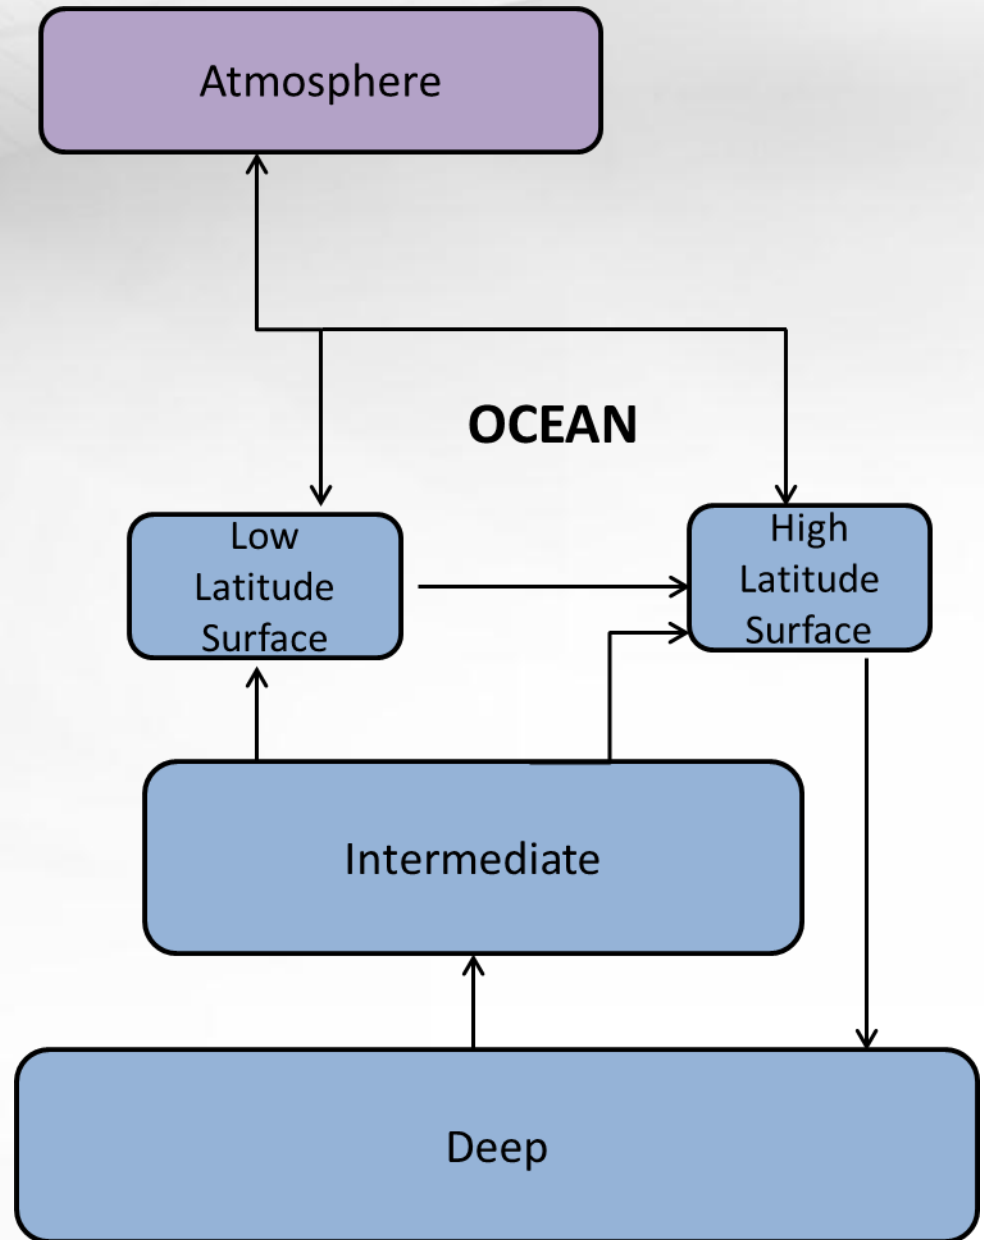 Atmosphere
OCEAN
Low
Latitude
Surface
High
Latitude
Surface
Intermediate
Deep